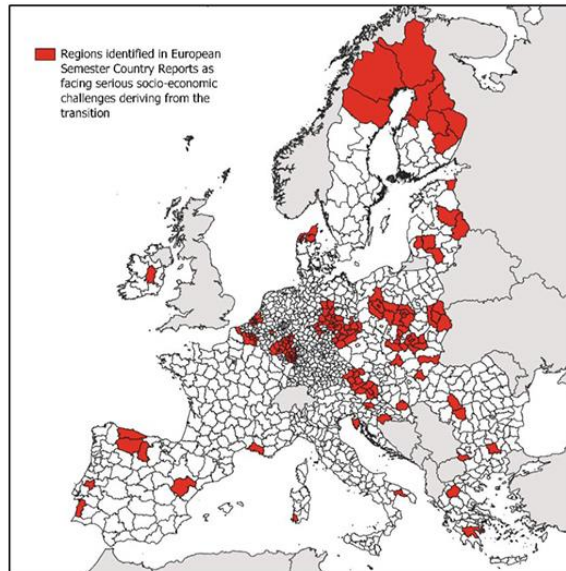 Regions identified in European
Semester Country Reports as
facing serious socio-economic
challenges deriving from the
transition